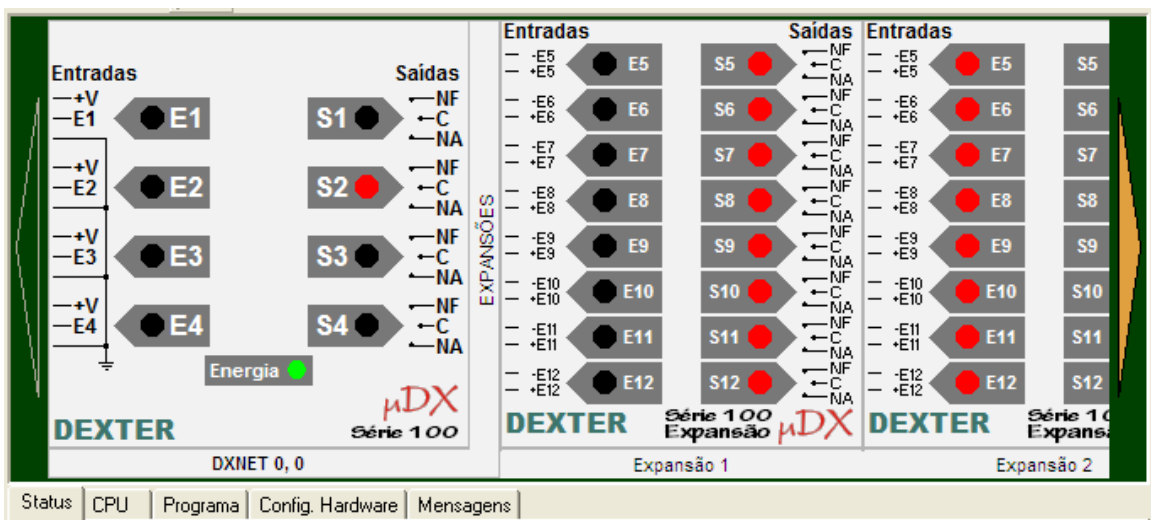 Entradas Saídas
+V
E1 E1 S1 NF
C
NA
+V
E2 E2 S2 NF
C
NA
+V
E3 E3 S3 NF
C
NA
+V
E4 E4 S4 NF
C
NA
Energia
DEXTER
µDX
Série 100
DXNET 0, 0
EXPANSÕES
Entradas Saídas
-E5
+E5 E5 S5 NF
C
NA
-E6
+E6 E6 S6 NF
C
NA
-E7
+E7 E7 S7 NF
C
NA
-E8
+E8 E8 S8 NF
C
NA
-E9
+E9 E9 S9 NF
C
NA
-E10
+E10 E10 S10 NF
C
NA
-E11
+E11 E11 S11 NF
C
NA
-E12
+E12 E12 S12 NF
C
NA
DEXTER
Série 100
Expansão
µDX
Expansão 1
Entradas
-E5
+E5 E5 S5
-E6
+E6 E6 S6
-E7
+E7 E7 S7
-E8
+E8 E8 S8
-E9
+E9 E9 S9
-E10
+E10 E10 S10
-E11
+E11 E11 S11
-E12
+E12 E12 S12
DEXTER
Série
Expansão 2
Status CPU Programa Config. Hardware Mensagens